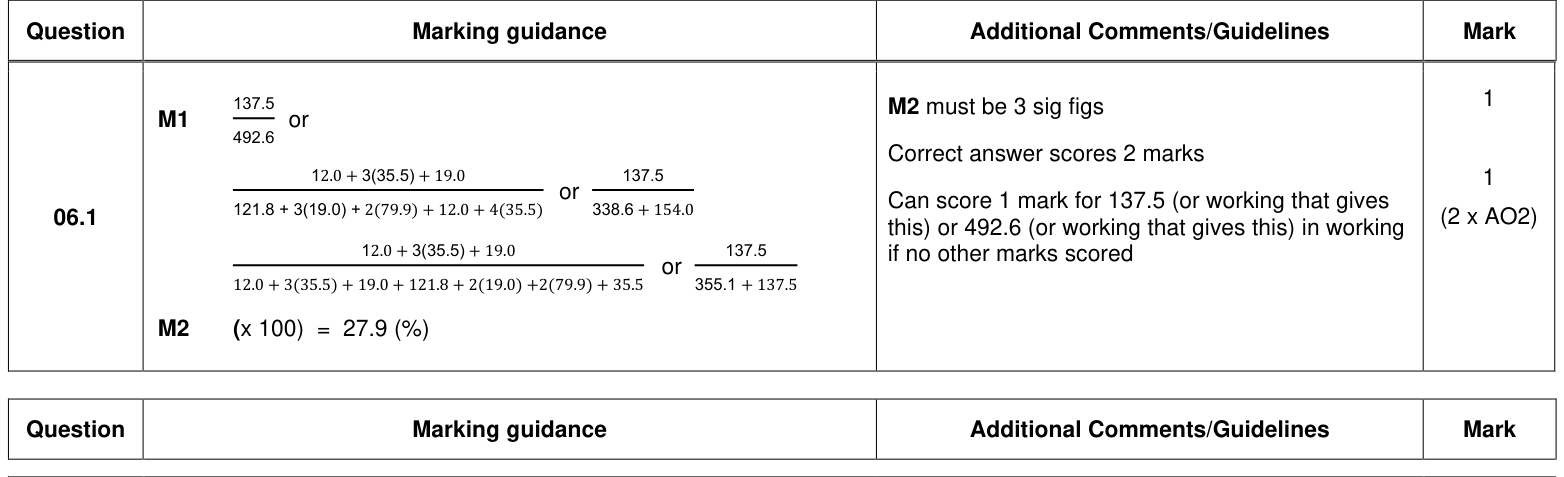 Question Marking guidance Additional Comments/Guidelines Mark
06.1
M1 137.5/492.6 or
12.0 + 3(35.5) + 19.0 / 121.8 + 3(19.0) + 2(79.9) + 12.0 + 4(35.5) or 137.5 / 338.6 + 154.0
12.0 + 3(35.5) + 19.0 / 12.0 + 3(35.5) + 19.0 + 121.8 + 2(19.0) +2(79.9) + 35.5 or 137.5 / 355.1 + 137.5
M2 (x 100) = 27.9 (%)
M2 must be 3 sig figs
Correct answer scores 2 marks
Can score 1 mark for 137.5 (or working that gives
this) or 492.6 (or working that gives this) in working
if no other marks scored
1
1
(2 x AO2)
Question Marking guidance Additional Comments/Guidelines Mark